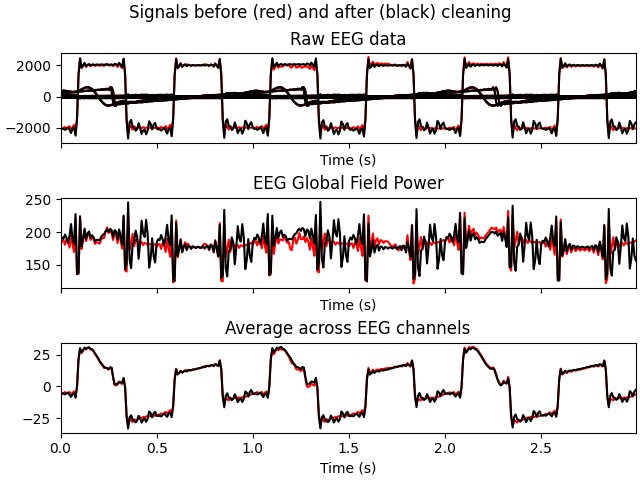 Signals before (red) and after (black) cleaning
Raw EEG data
2000
0
−2000
Time (s)
EEG Global Field Power
250
200
150
Time (s)
Average across EEG channels
25
0
−25
0.0 0.5 1.0 1.5 2.0 2.5
Time (s)